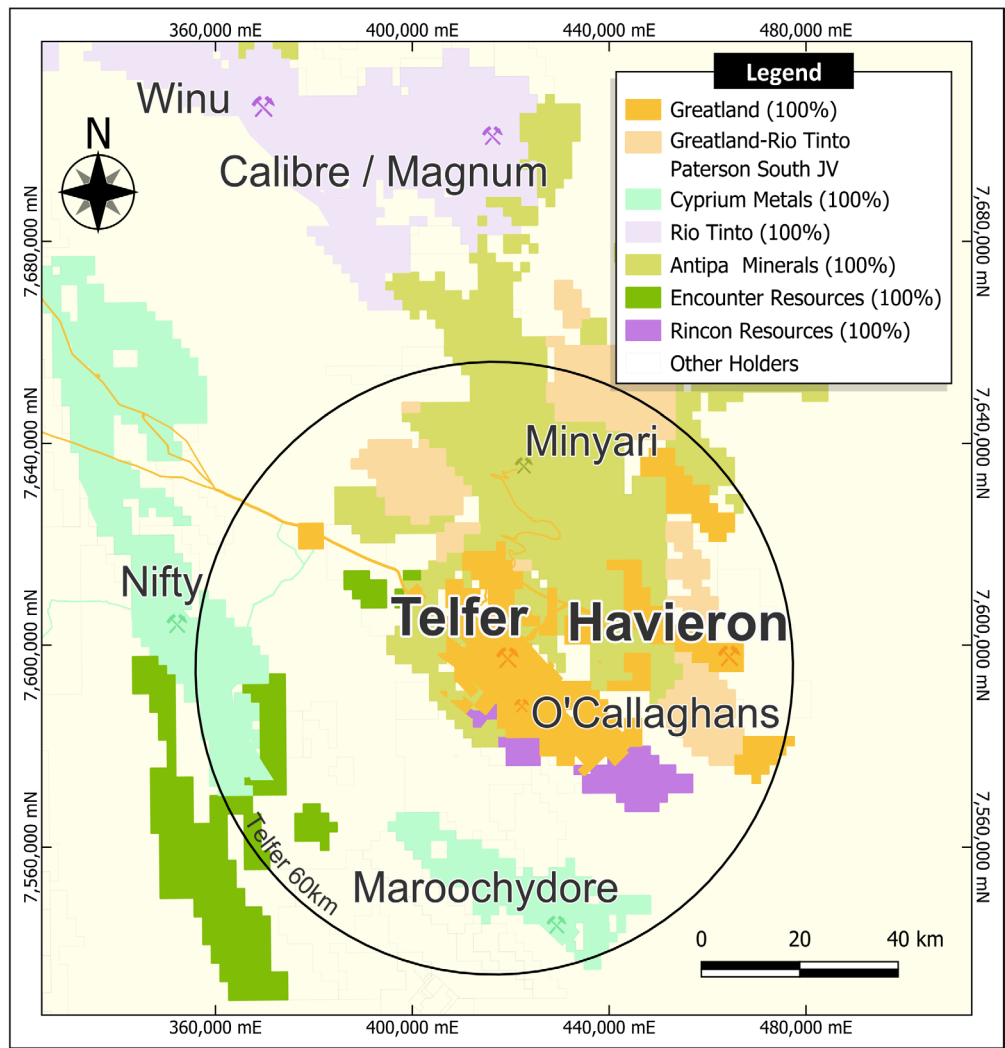 360,000 mE
400,000 mE
440,000 mE
480,000 mE
Legend
Greatland (100%)
Greatland-Rio Tinto
Paterson South JV
Cyprium Metals (100%)
Rio Tinto (100%)
Antipa Minerals (100%)
Encounter Resources (100%)
Rincon Resources (100%)
Other Holders
Winu
N
Calibre / Magnum
7,680,000 mN
7,680,000 mN
7,640,000 mN
7,640,000 mN
Minyari
Nifty
Telfer
Havieron
7,600,000 mN
7,600,000 mN
O'Callaghans
7,560,000 mN
7,560,000 mN
Telfer 60km
Maroochydore
0
20
40 km
360,000 mE
400,000 mE
440,000 mE
480,000 mE